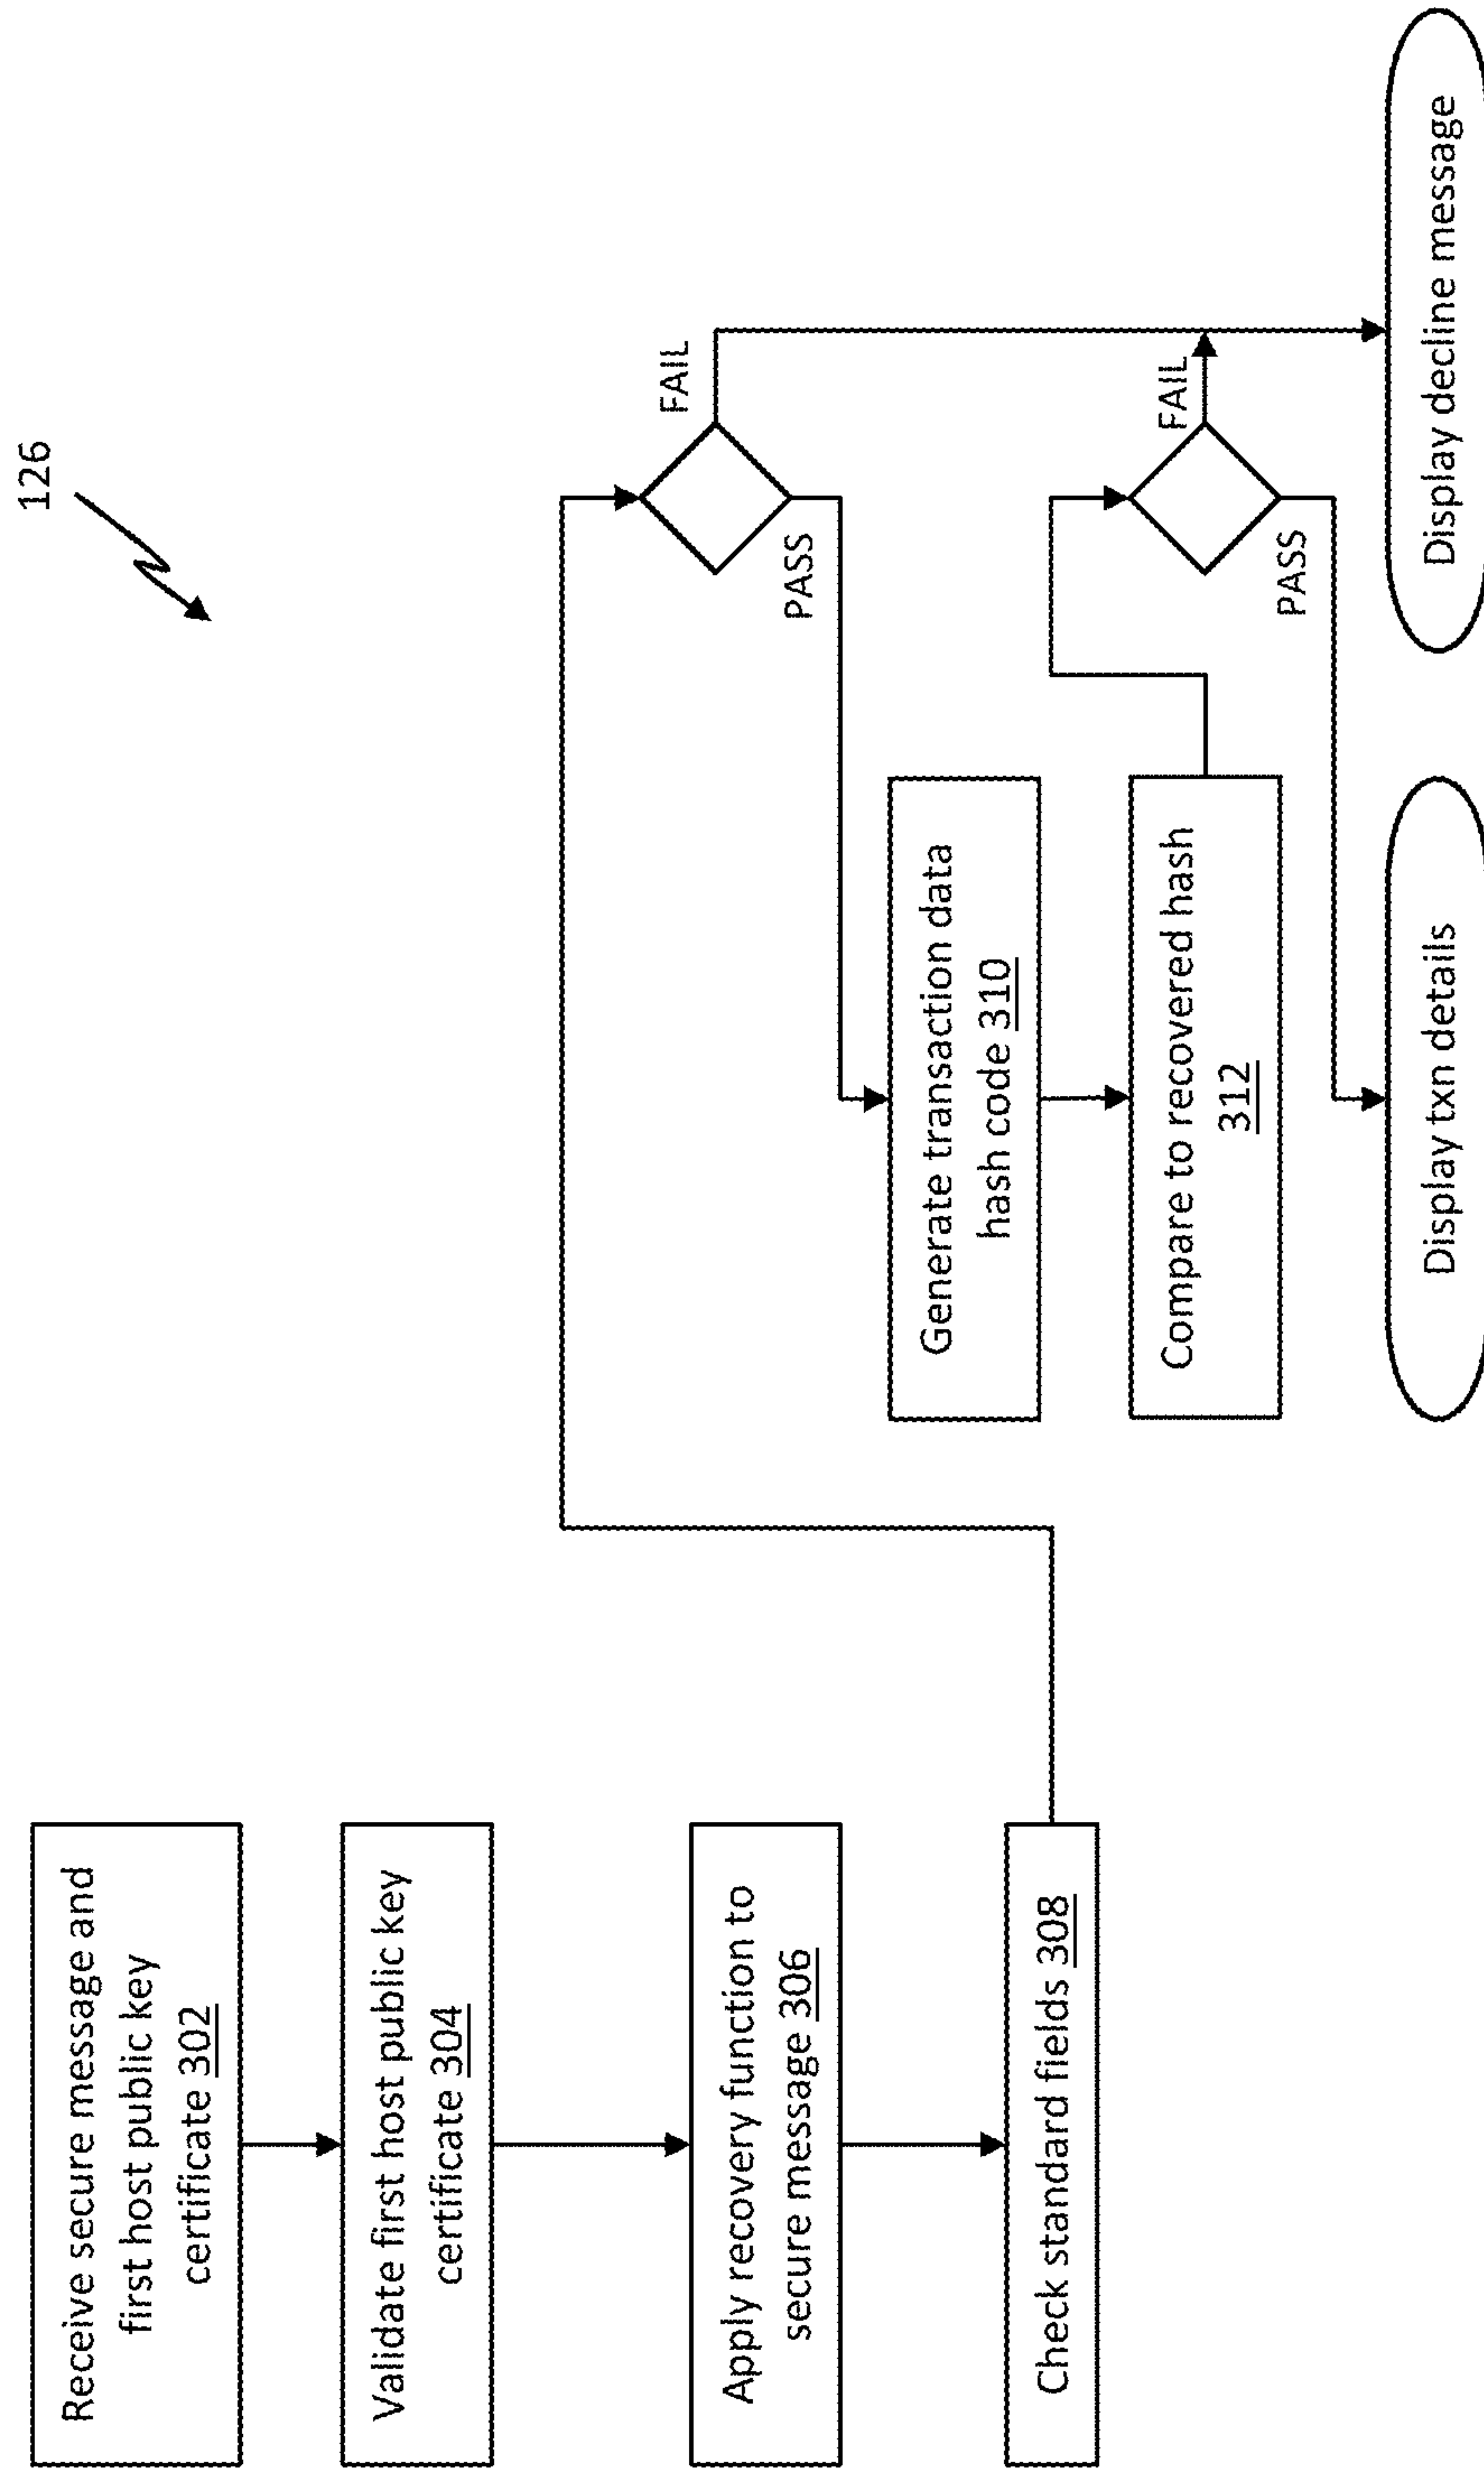 126
Receive secure message and
first host public key
certificate 302
Validate first host public key
certificate 304
Apply recovery function to
secure message 306
Check standard fields 308
FAIL
PASS
Generate transaction data
hash code 310
Compare to recovered hash
312
FAIL
PASS
Display txn details
Display decline message